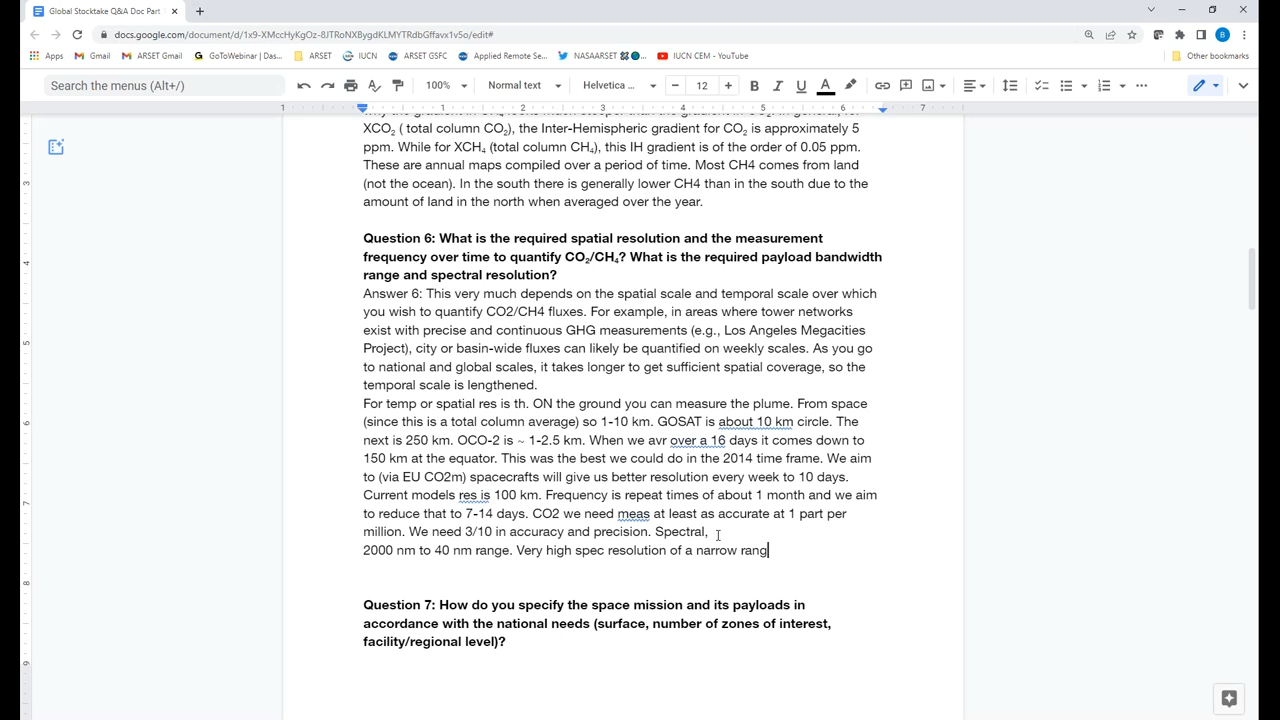 Global Stocktake Q&A Doc Part
docs.google.com/document/d/1x9-XMccHyKgOz-8JTRoNXBygdKLMYTRdbGffavx1v5o/edit#
Apps Gmail ARSET Gmail GoToWebinar | Das... ARSET IUCN ARSET GSFC Applied Remote Se... NASAARSET IUCN CEM - YouTube Other bookmarks
Search the menus (Alt+/) 100% Normal text Helvetica ... 12
1 1 2 3 4 5 6 7
XCO₂ ( total column CO₂), the Inter-Hemispheric gradient for CO₂ is approximately 5
ppm. While for XCH₄ (total column CH₄), this IH gradient is of the order of 0.05 ppm.
These are annual maps compiled over a period of time. Most CH4 comes from land
(not the ocean). In the south there is generally lower CH4 than in the south due to the
amount of land in the north when averaged over the year.
Question 6: What is the required spatial resolution and the measurement
frequency over time to quantify CO₂/CH₄? What is the required payload bandwidth
range and spectral resolution?
Answer 6: This very much depends on the spatial scale and temporal scale over which
you wish to quantify CO2/CH4 fluxes. For example, in areas where tower networks
exist with precise and continuous GHG measurements (e.g., Los Angeles Megacities
Project), city or basin-wide fluxes can likely be quantified on weekly scales. As you go
to national and global scales, it takes longer to get sufficient spatial coverage, so the
temporal scale is lengthened.
For temp or spatial res is th. ON the ground you can measure the plume. From space
(since this is a total column average) so 1-10 km. GOSAT is about 10 km circle. The
next is 250 km. OCO-2 is ~ 1-2.5 km. When we avr over a 16 days it comes down to
150 km at the equator. This was the best we could do in the 2014 time frame. We aim
to (via EU CO2m) spacecrafts will give us better resolution every week to 10 days.
Current models res is 100 km. Frequency is repeat times of about 1 month and we aim
to reduce that to 7-14 days. CO2 we need meas at least as accurate at 1 part per
million. We need 3/10 in accuracy and precision. Spectral,
2000 nm to 40 nm range. Very high spec resolution of a narrow rang
Question 7: How do you specify the space mission and its payloads in
accordance with the national needs (surface, number of zones of interest,
facility/regional level)?